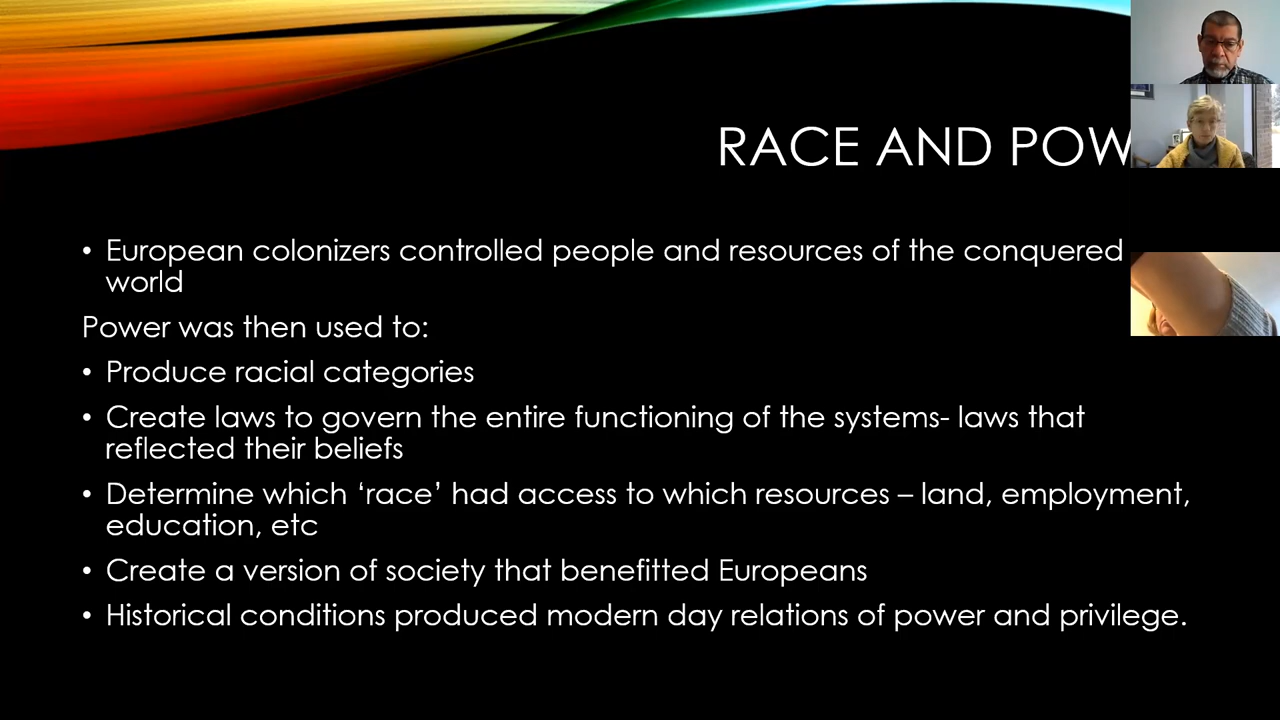 RACE AND POW
• European colonizers controlled people and resources of the conquered
world
Power was then used to:
• Produce racial categories
• Create laws to govern the entire functioning of the systems- laws that
reflected their beliefs
• Determine which ‘race’ had access to which resources – land, employment,
education, etc
• Create a version of society that benefitted Europeans
• Historical conditions produced modern day relations of power and privilege.